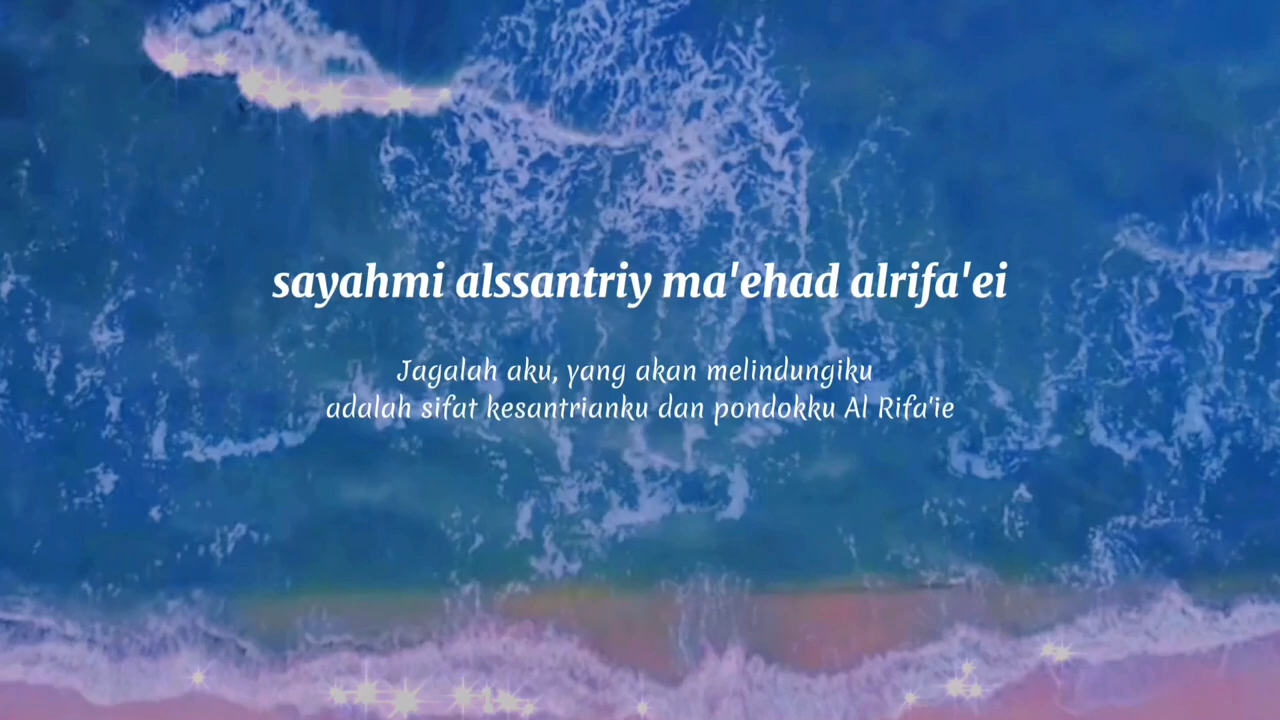 sayahmi alssantriy ma'ehad alrifa'ei
Jagalah aku, yang akan melindungiku
adalah sifat kesantrianku dan pondokku Al Rifa'ie